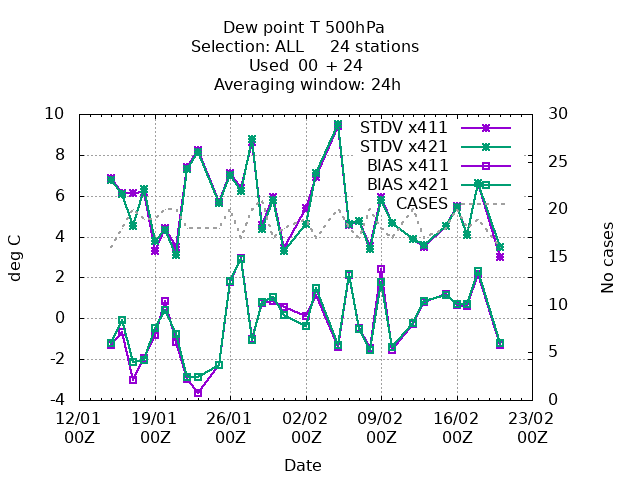 Dew point T 500hPa
Selection: ALL 24 stations
Used 00 + 24
Averaging window: 24h
10 30
STDV x411
STDV x421
8 25
BIAS x411
BIAS x421
6 20
CASES
4 15
2 10
0
-2 5
-4 0
deg C
No cases
12/01 19/01 26/01 02/02 09/02 16/02 23/02
00Z 00Z 00Z 00Z 00Z 00Z 00Z
Date